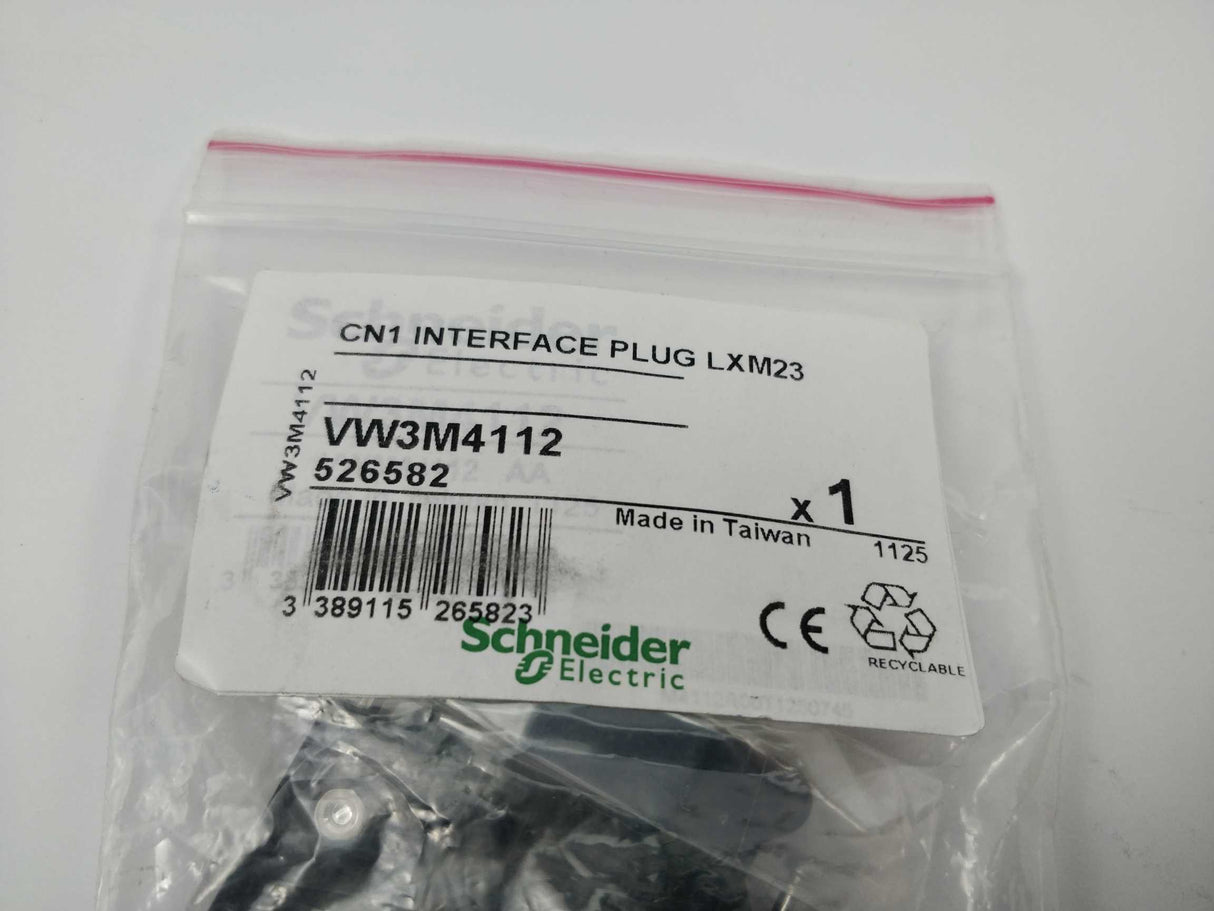 CN1 INTERFACE PLUG LXM23
VW3M4112
VW3M4112
526582
x 1
Made in Taiwan
1125
3 389115 265823
CE
RECYCLABLE
Schneider
Electric